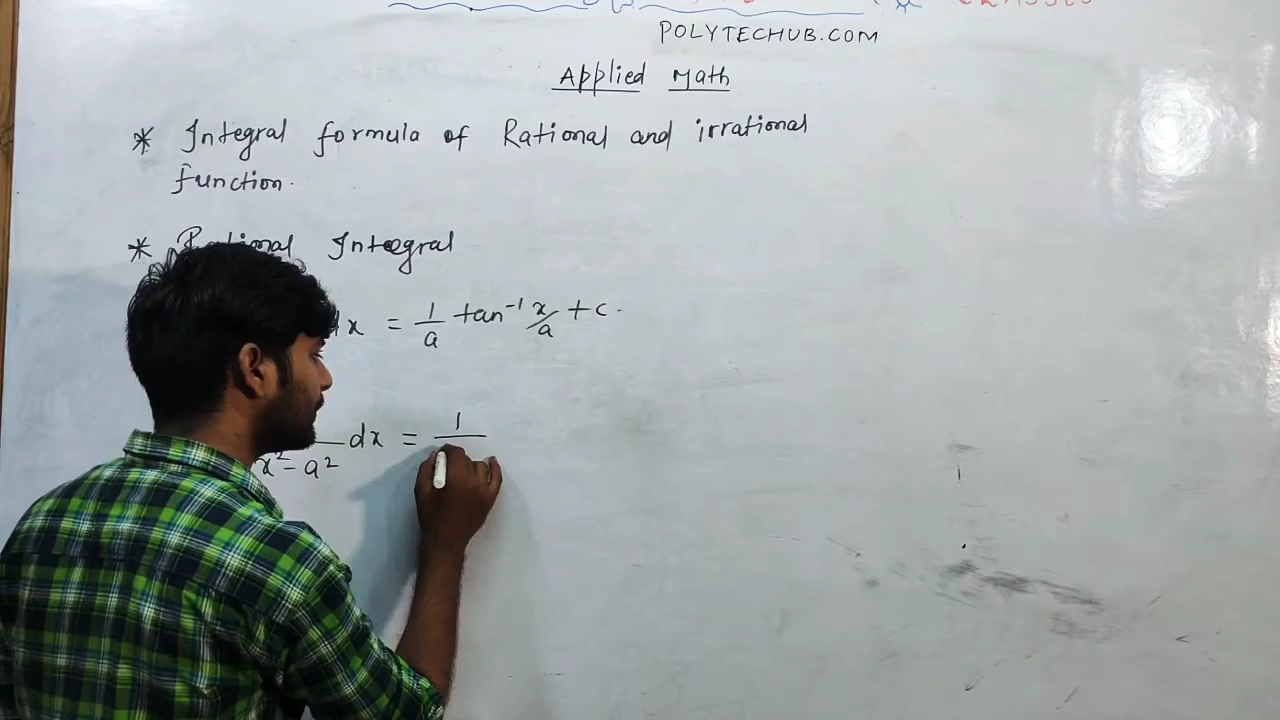 POLYTECHUB.COM
Applied Math
* Integral formula of Rational and irrational
function.
* Rational Integral
dx = 1/a tan⁻¹ x/a + c.
x² - a² dx = 1